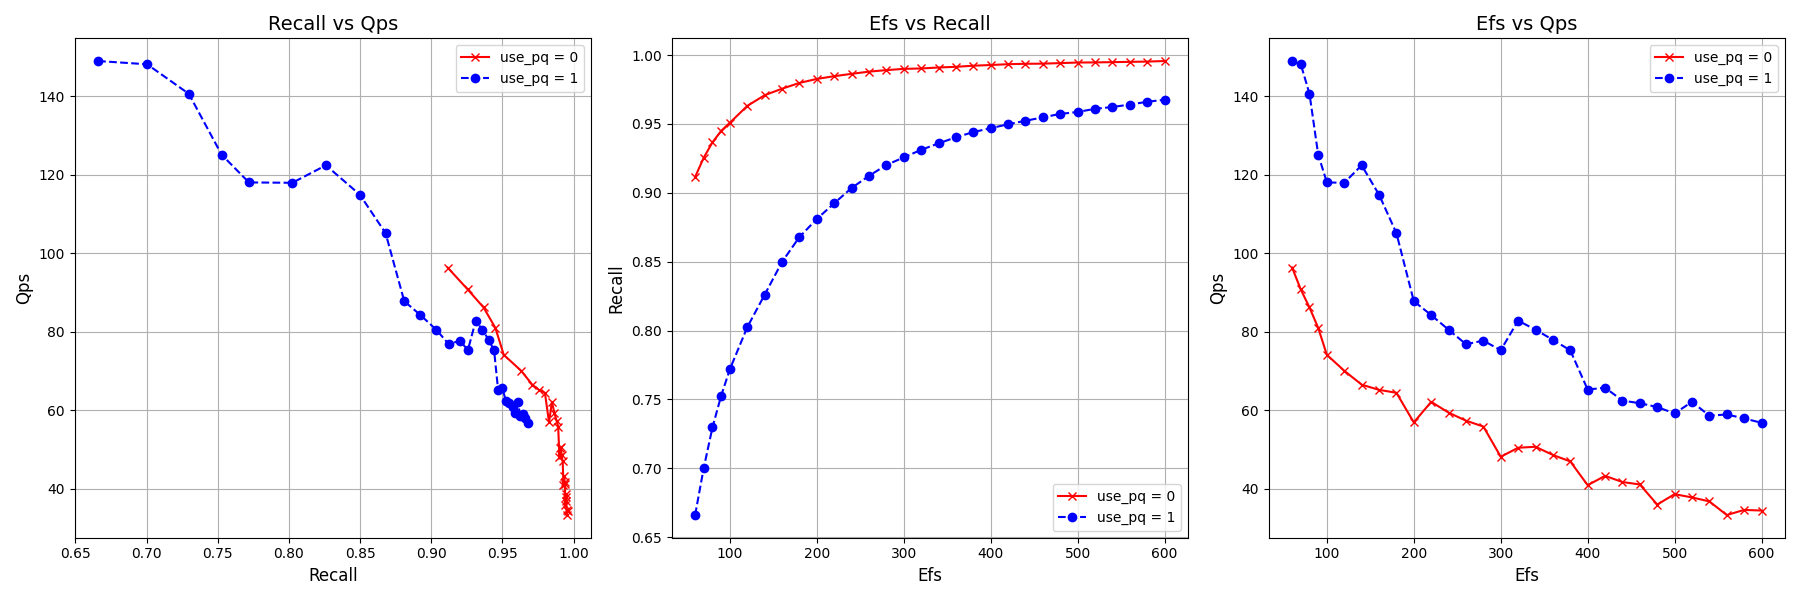 Recall vs Qps
use_pq = 0
use_pq = 1
140
120
100
80
60
40
Qps
0.65 0.70 0.75 0.80 0.85 0.90 0.95 1.00
Recall
Efs vs Recall
1.00
0.95
0.90
0.85
0.80
0.75
0.70
0.65
Recall
use_pq = 0
use_pq = 1
100 200 300 400 500 600
Efs
Efs vs Qps
use_pq = 0
use_pq = 1
140
120
100
80
60
40
Qps
100 200 300 400 500 600
Efs